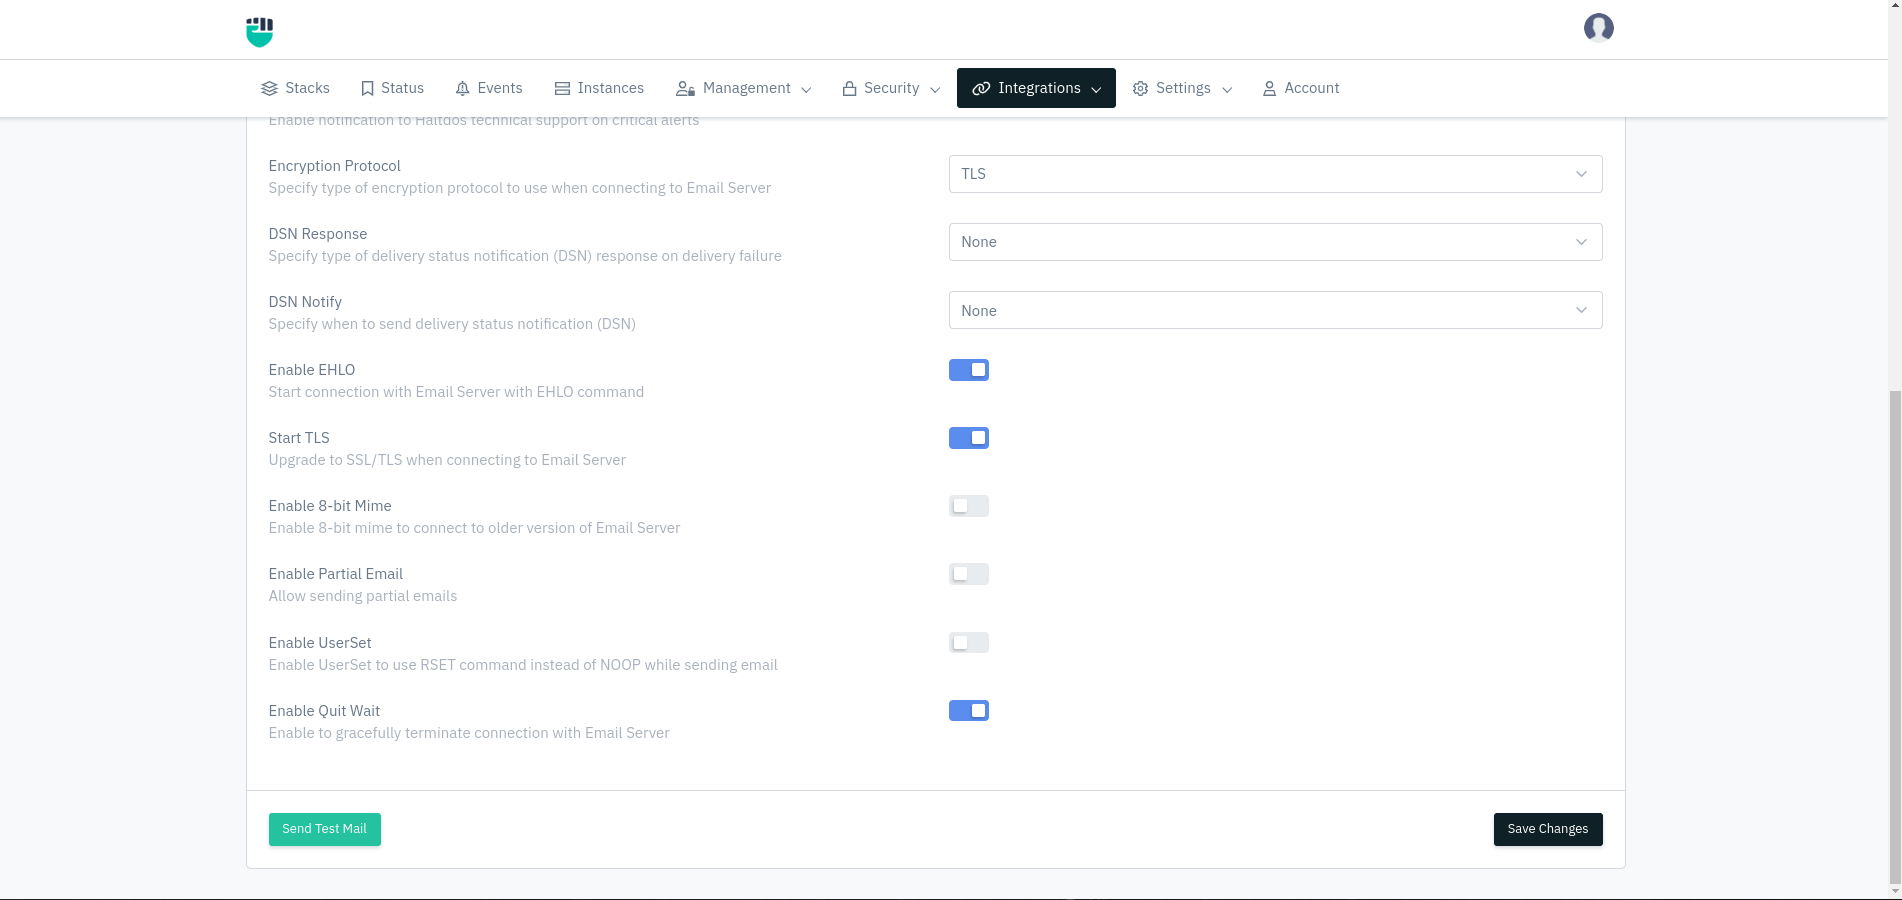 Stacks
Status
Events
Instances
Management
Security
Integrations
Settings
Account
Enable notification to Haltdos technical support on critical alerts
Encryption Protocol
Specify type of encryption protocol to use when connecting to Email Server
TLS
DSN Response
Specify type of delivery status notification (DSN) response on delivery failure
None
DSN Notify
Specify when to send delivery status notification (DSN)
None
Enable EHLO
Start connection with Email Server with EHLO command
Start TLS
Upgrade to SSL/TLS when connecting to Email Server
Enable 8-bit Mime
Enable 8-bit mime to connect to older version of Email Server
Enable Partial Email
Allow sending partial emails
Enable UserSet
Enable UserSet to use RSET command instead of NOOP while sending email
Enable Quit Wait
Enable to gracefully terminate connection with Email Server
Send Test Mail
Save Changes